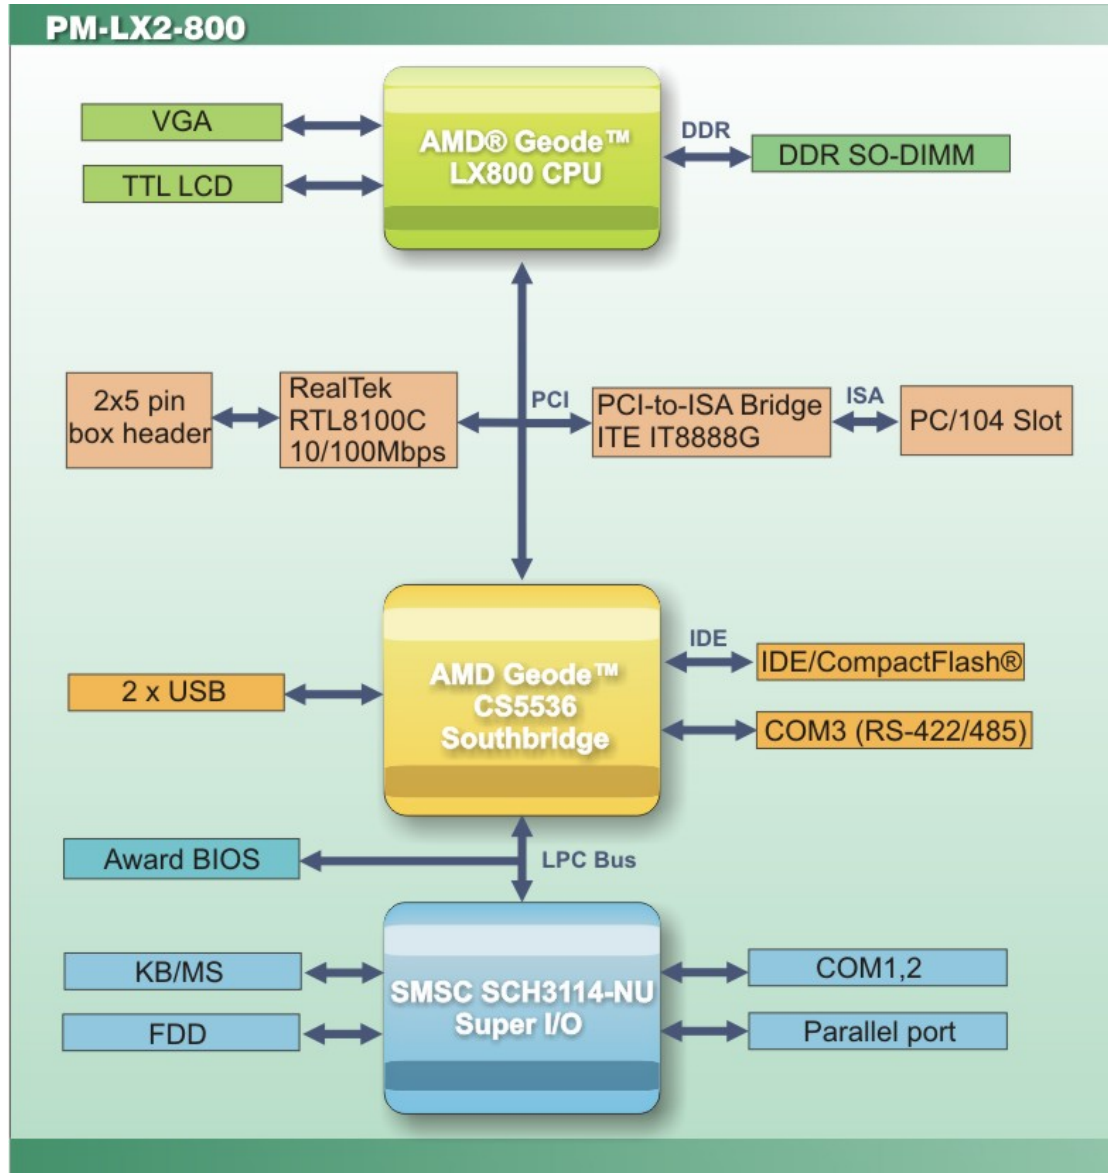 PM-LX2-800
VGA
AMD® Geode™
LX800 CPU
DDR
DDR SO-DIMM
TTL LCD
2x5 pin
box header
RealTek
RTL8100C
10/100Mbps
PCI
PCI-to-ISA Bridge
ITE IT8888G
ISA
PC/104 Slot
2 x USB
AMD Geode™
CS5536
Southbridge
IDE
IDE/CompactFlash®
COM3 (RS-422/485)
Award BIOS
LPC Bus
KB/MS
FDD
SMSC SCH3114-NU
Super I/O
COM1,2
Parallel port